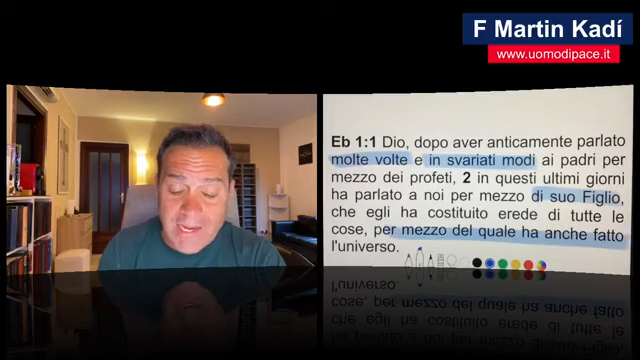 F Martin Kadí
www.uomodipace.it
Eb 1:1 Dio, dopo aver anticamente parlato
molte volte e in svariati modi ai padri per
mezzo dei profeti, 2 in questi ultimi giorni
ha parlato a noi per mezzo di suo Figlio,
che egli ha costituito erede di tutte le
cose, per mezzo del quale ha anche fatto
l'universo.